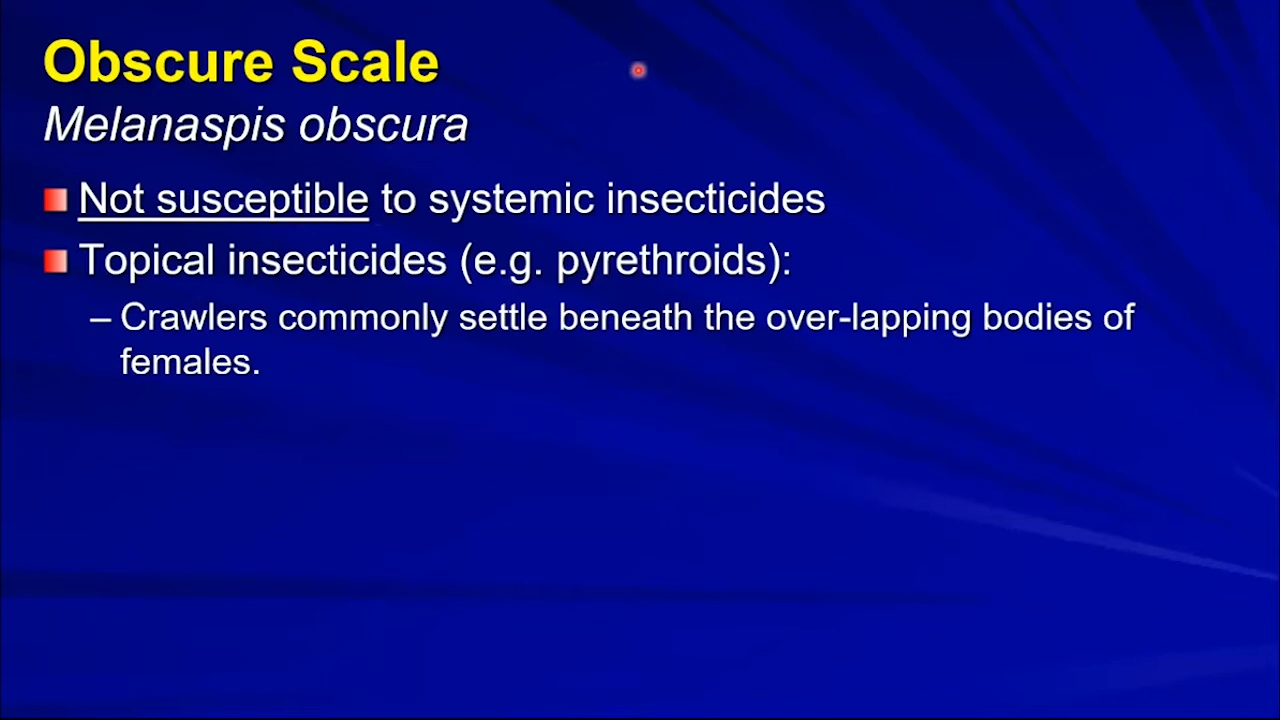 Obscure Scale
Melanaspis obscura
Not susceptible to systemic insecticides
Topical insecticides (e.g. pyrethroids):
– Crawlers commonly settle beneath the over-lapping bodies of
females.